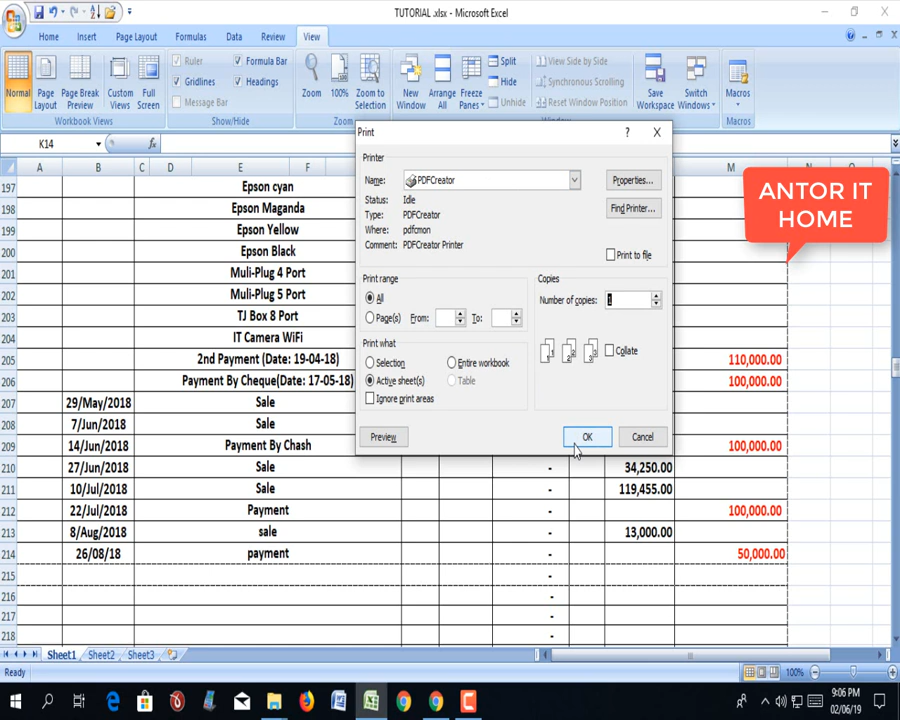 TUTORIAL .xlsx - Microsoft Excel
Home Insert Page Layout Formulas Data Review View
Normal Page Layout Page Break Preview Custom Views Full Screen
Workbook Views
Ruler Formula Bar
Gridlines Headings
Message Bar
Show/Hide
Zoom 100% Zoom to Selection
Zoom
New Window Arrange All Freeze Panes
Split
Hide
Unhide
View Side by Side
Synchronous Scrolling
Reset Window Position
Save Workspace Switch Windows
Macros
Macros
K14 fx
A B C D E F M
197 Epson cyan
198 Epson Maganda
199 Epson Yellow
200 Epson Black
201 Muli-Plug 4 Port
202 Muli-Plug 5 Port
203 TJ Box 8 Port
204 IT Camera WiFi
205 2nd Payment (Date: 19-04-18) 110,000.00
206 Payment By Cheque(Date: 17-05-18) 100,000.00
207 29/May/2018 Sale
208 7/Jun/2018 Sale
209 14/Jun/2018 Payment By Chash 100,000.00
210 27/Jun/2018 Sale - 34,250.00
211 10/Jul/2018 Sale - 119,455.00
212 22/Jul/2018 Payment - 100,000.00
213 8/Aug/2018 sale - 13,000.00
214 26/08/18 payment - 50,000.00
215 -
216 -
217 -
218 -
Print
Printer
Name: PDFCreator Properties...
Status: Idle
Type: PDFCreator Find Printer...
Where: pdfcmon
Comment: PDFCreator Printer Print to file
Print range
All
Page(s) From: To:
Copies
Number of copies: 1
Collate
Print what
Selection Entire workbook
Active sheet(s) Table
Ignore print areas
Preview OK Cancel
ANTOR IT
HOME
Sheet1 Sheet2 Sheet3
Ready 100%
9:06 PM
02/06/19